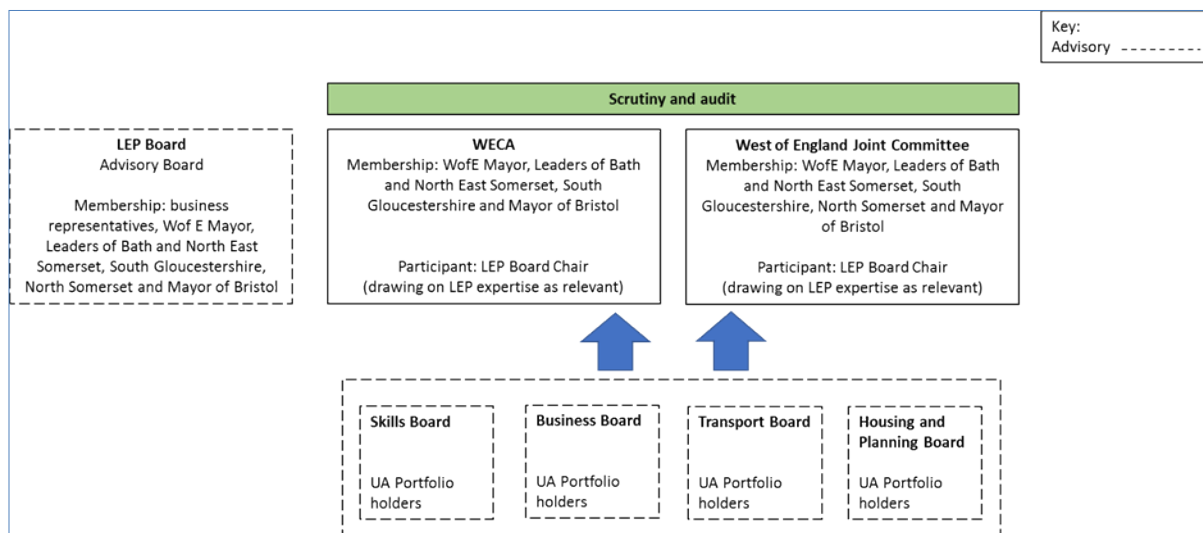 Key:
Advisory
Scrutiny and audit
LEP Board
Advisory Board
Membership: business
representatives, Wof E Mayor,
Leaders of Bath and North East
Somerset, South Gloucestershire,
North Somerset and Mayor of Bristol
WECA
Membership: WofE Mayor, Leaders of Bath
and North East Somerset, South
Gloucestershire and Mayor of Bristol
Participant: LEP Board Chair
(drawing on LEP expertise as relevant)
West of England Joint Committee
Membership: WofE Mayor, Leaders of Bath
and North East Somerset, South
Gloucestershire, North Somerset and Mayor
of Bristol
Participant: LEP Board Chair
(drawing on LEP expertise as relevant)
Skills Board
UA Portfolio
holders
Business Board
UA Portfolio
holders
Transport Board
UA Portfolio
holders
Housing and
Planning Board
UA Portfolio
holders